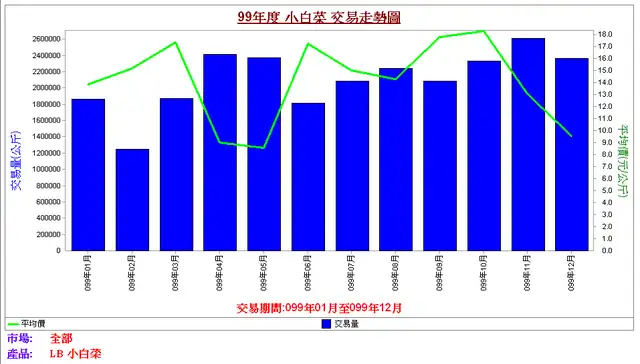 99年度 小白菜 交易走勢圖
交易量(公斤)
2600000
2400000
2200000
2000000
1800000
1600000
1400000
1200000
1000000
800000
600000
400000
200000
0
18.0
17.0
16.0
15.0
14.0
13.0
12.0
11.0
10.0
9.0
8.0
7.0
6.0
5.0
4.0
3.0
2.0
1.0
0.0
平均價(元/公斤)
099年01月
099年02月
099年03月
099年04月
099年05月
099年06月
099年07月
099年08月
099年09月
099年10月
099年11月
099年12月
交易期間:099年01月至099年12月
平均價 交易量
市場: 全部
產品: LB 小白菜